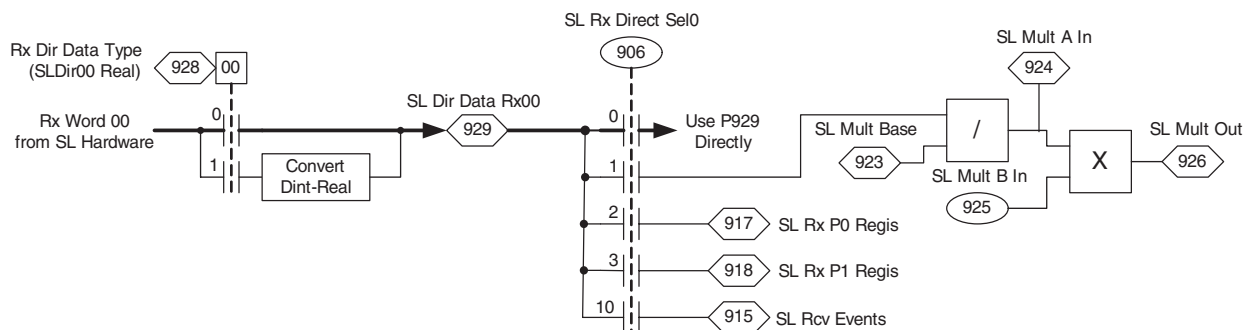 SL Rx Direct Sel0
906
Rx Dir Data Type
(SLDir00 Real)
928
00
SL Mult A In
924
Rx Word 00
from SL Hardware
0
1
Convert
Dint-Real
SL Dir Data Rx00
929
0
Use P929
Directly
SL Mult Base
923
/
SL Mult B In
925
X
SL Mult Out
926
1
2
917
SL Rx P0 Regis
3
918
SL Rx P1 Regis
10
915
SL Rcv Events